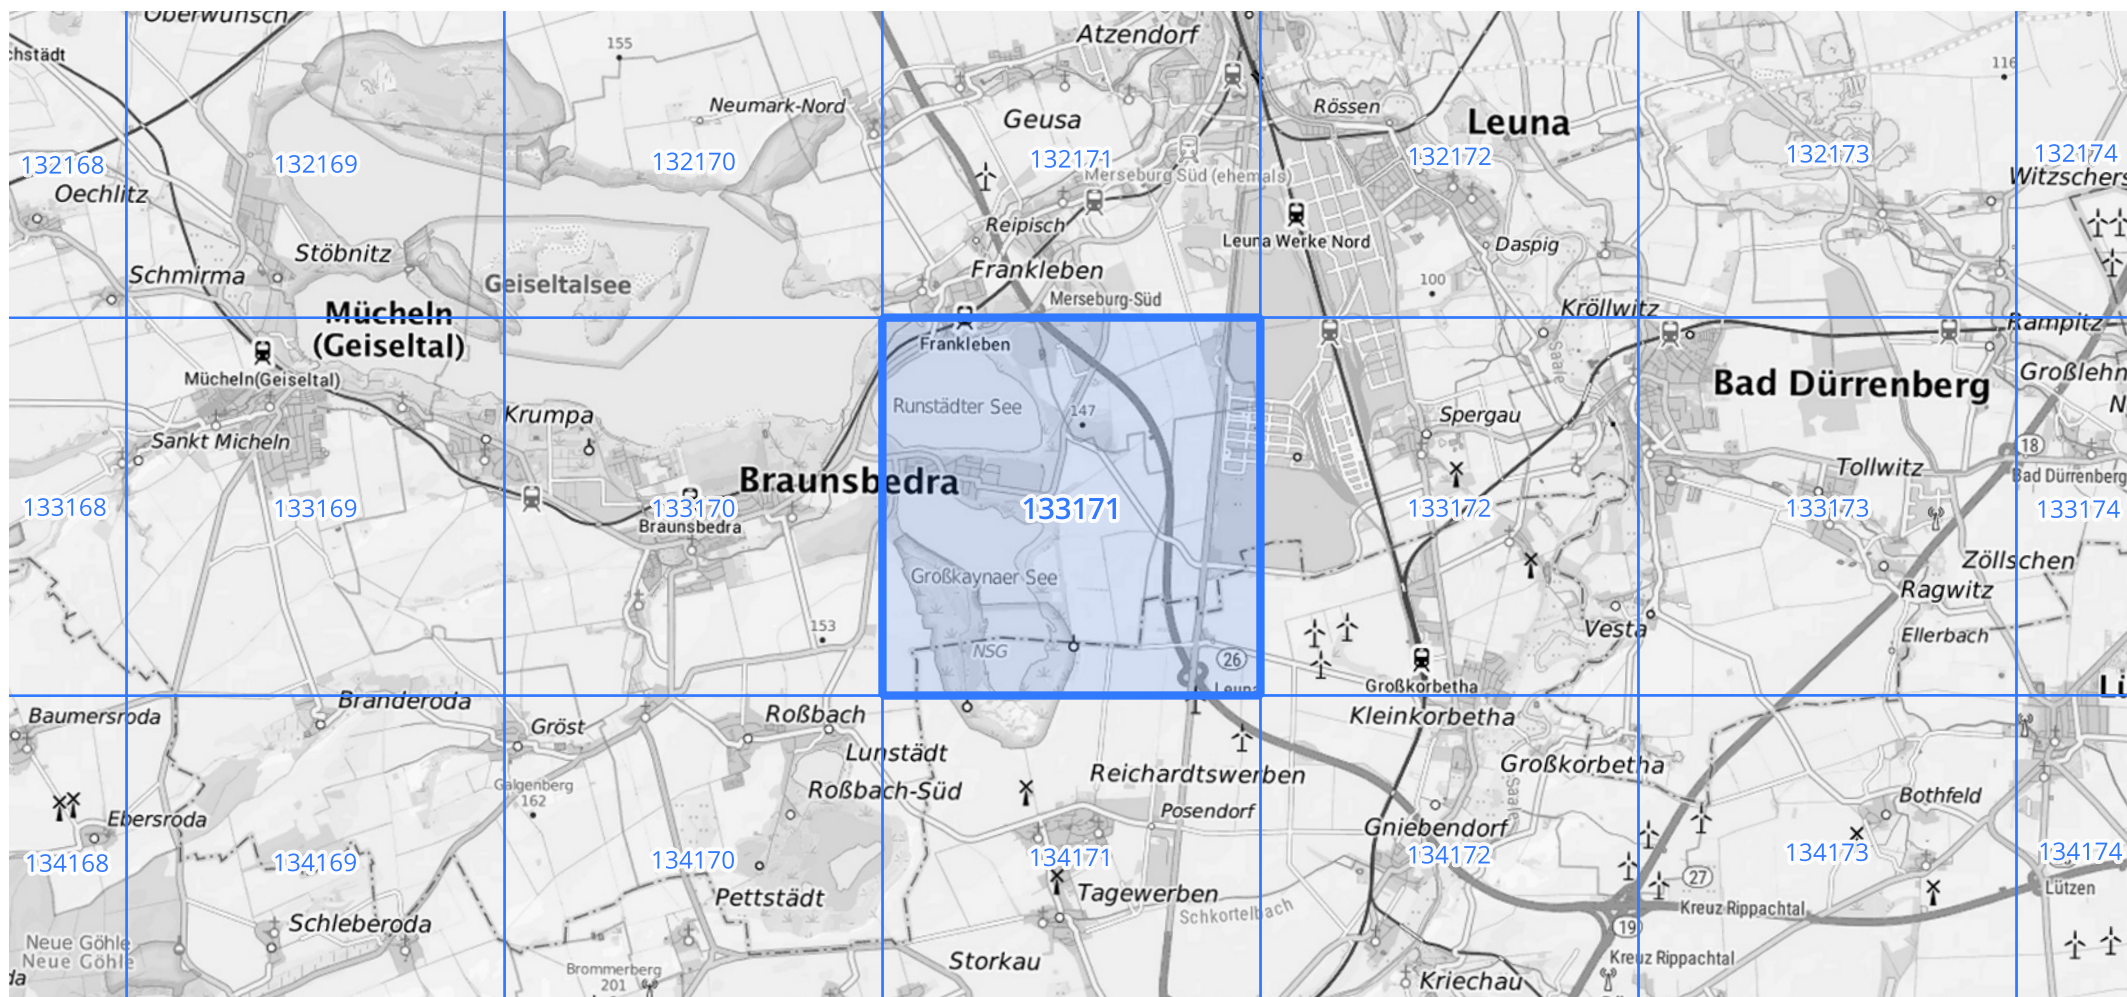 Oberwünsch
155
Atzendorf
116
Neumark-Nord
Geusa
Rössen
Leuna
132168
132169
132170
132171
132172
132173
132174
Merseburg Süd (ehemals)
Witzschers
Oechlitz
Reipisch
Leuna Werke Nord
Daspig
Stöbnitz
Schmirma
Geiseltalsee
Frankleben
100
Merseburg-Süd
Kröllwitz
Mücheln
(Geiseltal)
Frankleben
Rampitz
Saale
Mücheln(Geiseltal)
Großlehn
Bad Dürrenberg
Krumpa
Runstädter See
147
Spergau
N
Sankt Micheln
18
Braunsbedra
Tollwitz
Bad Dürrenberg
133168
133169
133170
133171
133172
133173
133174
Braunsbedra
Zöllschen
Großkaynaer See
Ragwitz
153
Vesta
Ellerbach
NSG
26
Leuna
Großkorbetha
Lü
Baumersroda
Branderoda
Gröst
Roßbach
Kleinkorbetha
Lunstädt
Reichardtswerben
Großkorbetha
Galgenberg
162
Roßbach-Süd
Saale
Posendorf
Bothfeld
Ebersroda
Gniebendorf
134168
134169
134170
134171
134172
134173
134174
27
Pettstädt
Tagewerben
Lützen
Schkortelbach
Kreuz Rippachtal
Schleberoda
19
Neue Göhle
Neue Göhle
Storkau
Kreuz Rippachtal
Brommerberg
201
da
Kriechau
chstädt